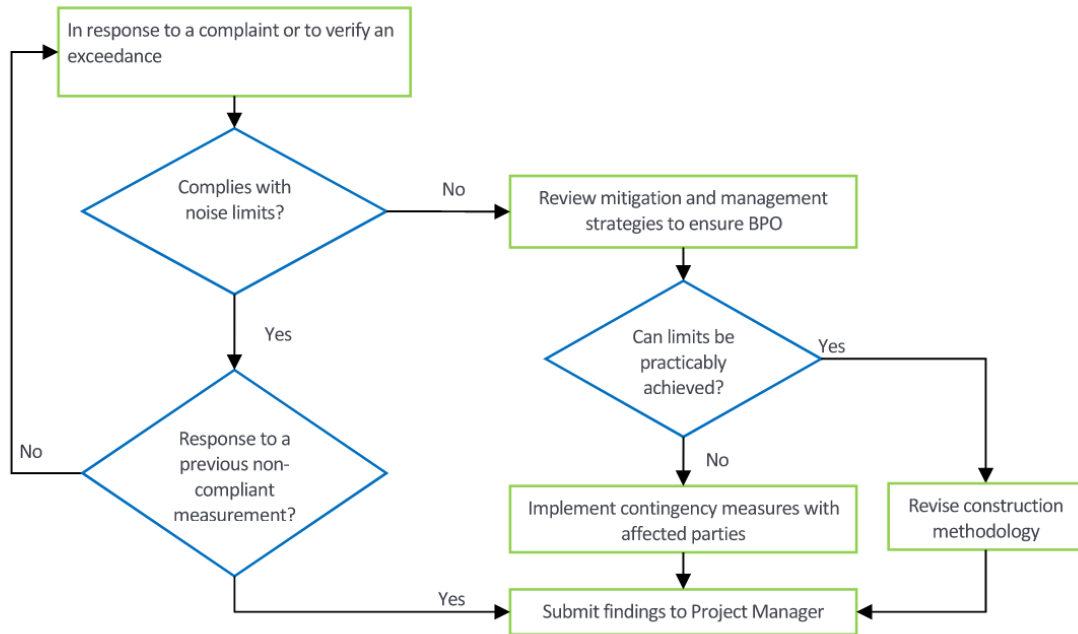 In response to a complaint or to verify an
exceedance
Complies with
noise limits?
No
Review mitigation and management
strategies to ensure BPO
Yes
Can limits be
practicably
achieved?
Yes
No
Response to a
previous non-
compliant
measurement?
No
Implement contingency measures with
affected parties
Revise construction
methodology
Yes
Submit findings to Project Manager